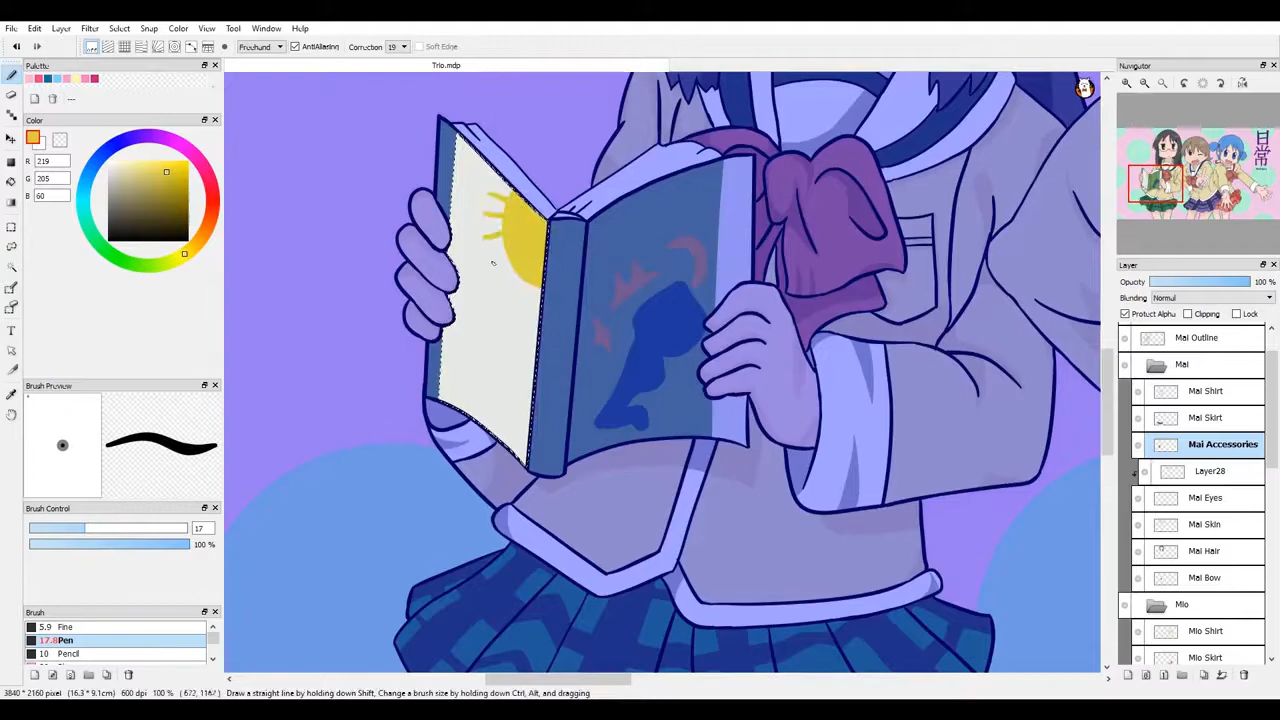 File Edit Layer Filter Select Snap Color View Tool Window Help
Freehand AntiAliasing Correction 19 Soft Edge
Palette
Trio.mdp
Navigator
---
Color
R 219
G 205
B 60
日常
Layer
Opacity 100 %
Blending Normal
Protect Alpha Clipping Lock
Mai Outline
Mai
Mai Shirt
Mai Skirt
Mai Accessories
Layer28
Mai Eyes
Mai Skin
Mai Hair
Mai Bow
Mio
Mio Shirt
Mio Skirt
Brush Preview
Brush Control
17
100 %
Brush
5.9 Fine
17.8 Pen
10 Pencil
3840 * 2160 pixel (16.3 * 9.1cm) 600 dpi 100 % ( 672, 1167) Draw a straight line by holding down Shift, Change a brush size by holding down Ctrl, Alt, and dragging